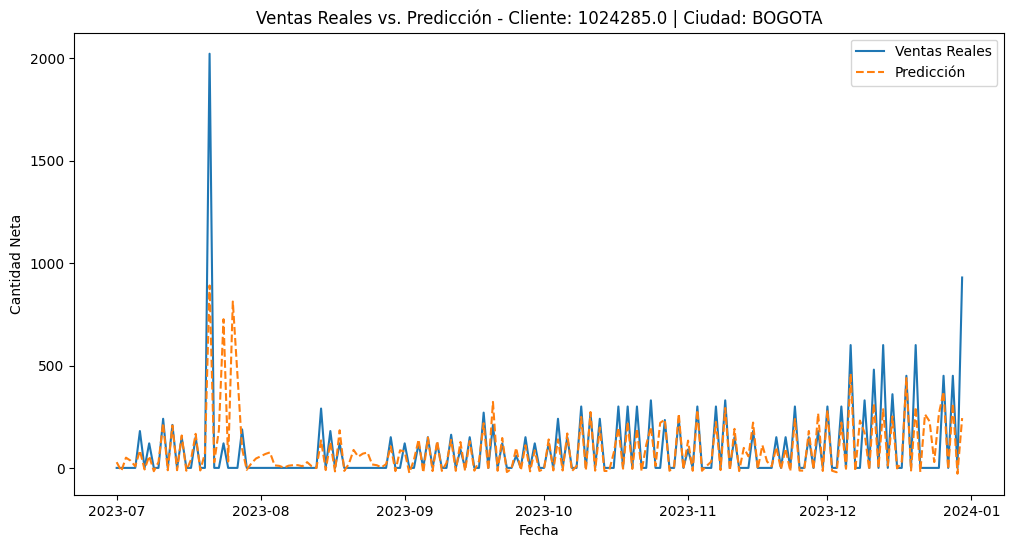 Ventas Reales vs. Predicción - Cliente: 1024285.0 | Ciudad: BOGOTA
Ventas Reales
Predicción
2000
1500
1000
500
0
Cantidad Neta
2023-07
2023-08
2023-09
2023-10
2023-11
2023-12
2024-01
Fecha